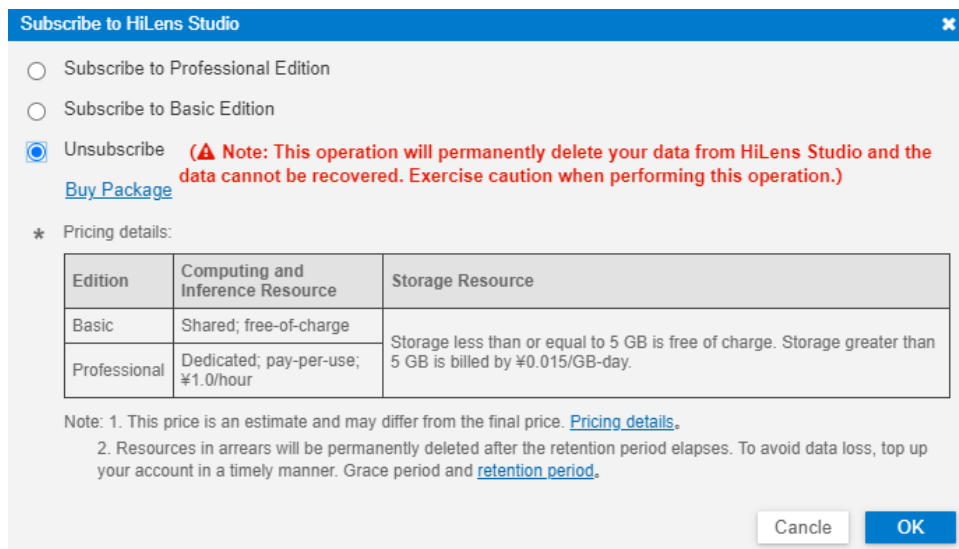 Subscribe to HiLens Studio
Subscribe to Professional Edition
Subscribe to Basic Edition
Unsubscribe
(⚠ Note: This operation will permanently delete your data from HiLens Studio and the
data cannot be recovered. Exercise caution when performing this operation.)
Buy Package
* Pricing details:
Edition
Computing and
Inference Resource
Storage Resource
Basic
Shared; free-of-charge
Storage less than or equal to 5 GB is free of charge. Storage greater than
5 GB is billed by ¥0.015/GB-day.
Professional
Dedicated; pay-per-use;
¥1.0/hour
Note: 1. This price is an estimate and may differ from the final price. Pricing details。
2. Resources in arrears will be permanently deleted after the retention period elapses. To avoid data loss, top up
your account in a timely manner. Grace period and retention period。
Cancle
OK